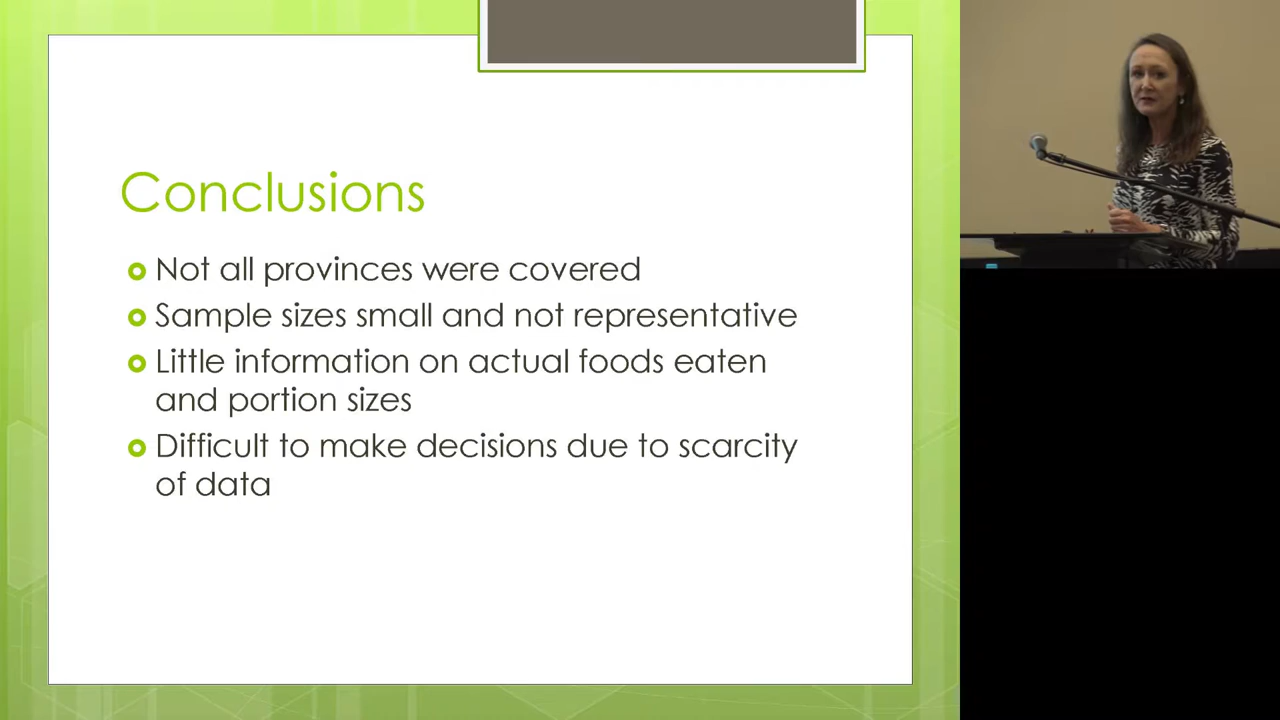 Conclusions
Not all provinces were covered
Sample sizes small and not representative
Little information on actual foods eaten
and portion sizes
Difficult to make decisions due to scarcity
of data